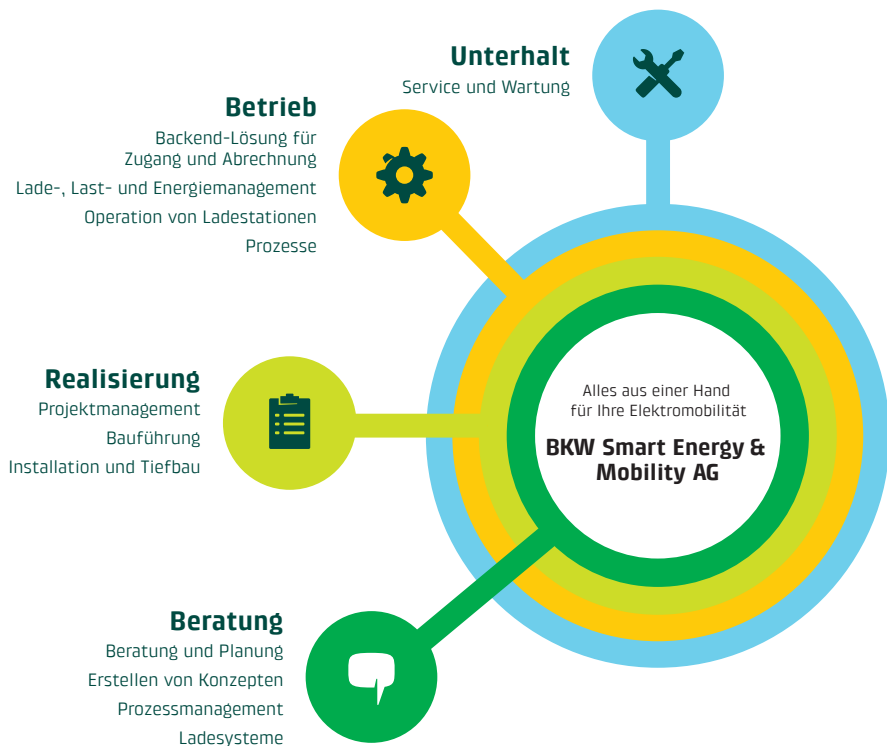 Unterhalt
Service und Wartung
Betrieb
Backend-Lösung für
Zugang und Abrechnung
Lade-, Last- und Energiemanagement
Operation von Ladestationen
Prozesse
Realisierung
Projektmanagement
Bauführung
Installation und Tiefbau
Alles aus einer Hand
für Ihre Elektromobilität
BKW Smart Energy &
Mobility AG
Beratung
Beratung und Planung
Erstellen von Konzepten
Prozessmanagement
Ladesysteme